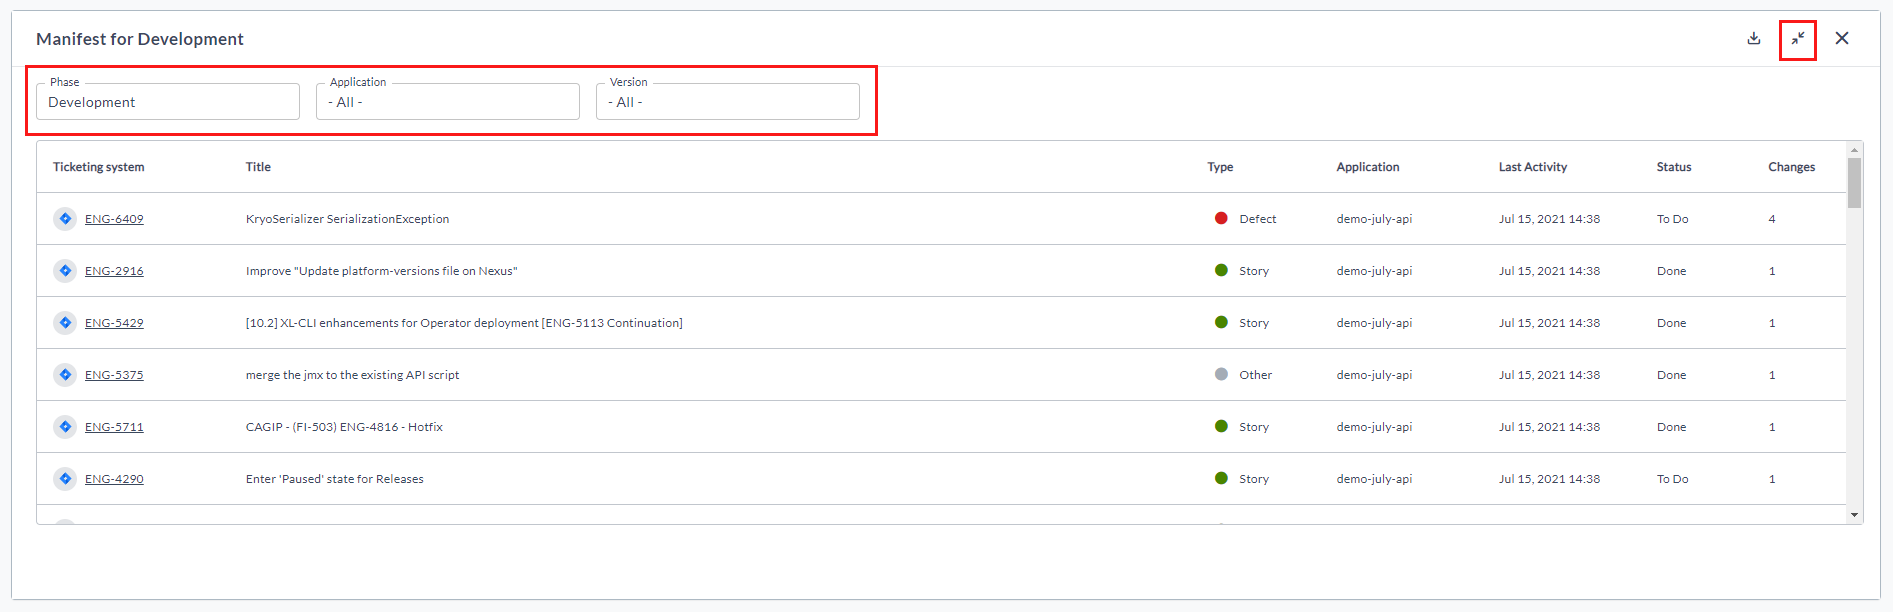 Manifest for Development
Phase Application Version
Development - All - - All -
Ticketing system Title Type Application Last Activity Status Changes
ENG-6409 KryoSerializer SerializationException Defect demo-july-api Jul 15, 2021 14:38 To Do 4
ENG-2916 Improve "Update platform-versions file on Nexus" Story demo-july-api Jul 15, 2021 14:38 Done 1
ENG-5429 [10.2] XL-CLI enhancements for Operator deployment [ENG-5113 Continuation] Story demo-july-api Jul 15, 2021 14:38 Done 1
ENG-5375 merge the jmx to the existing API script Other demo-july-api Jul 15, 2021 14:38 Done 1
ENG-5711 CAGIP - (FI-503) ENG-4816 - Hotfix Story demo-july-api Jul 15, 2021 14:38 Done 1
ENG-4290 Enter 'Paused' state for Releases Story demo-july-api Jul 15, 2021 14:38 To Do 1